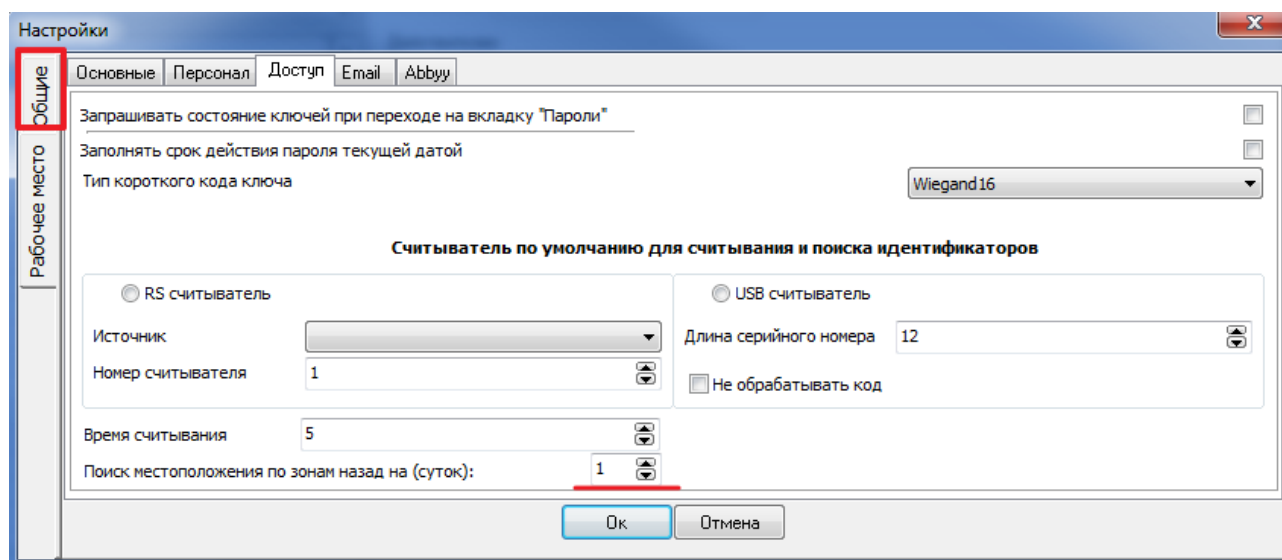 Настройки
x
Общие
Рабочее место
Основные Персонал Доступ Email Abbyy
Запрашивать состояние ключей при переходе на вкладку "Пароли"
Заполнять срок действия пароля текущей датой
Тип короткого кода ключа Wiegand16
Считыватель по умолчанию для считывания и поиска идентификаторов
RS считыватель USB считыватель
Источник Длина серийного номера 12
Номер считывателя 1
Не обрабатывать код
Время считывания 5
Поиск местоположения по зонам назад на (суток): 1
Ок Отмена